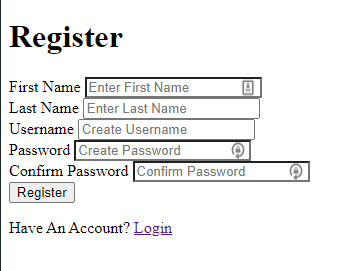 Register
First Name Enter First Name
Last Name Enter Last Name
Username Create Username
Password Create Password
Confirm Password Confirm Password
Register
Have An Account? Login